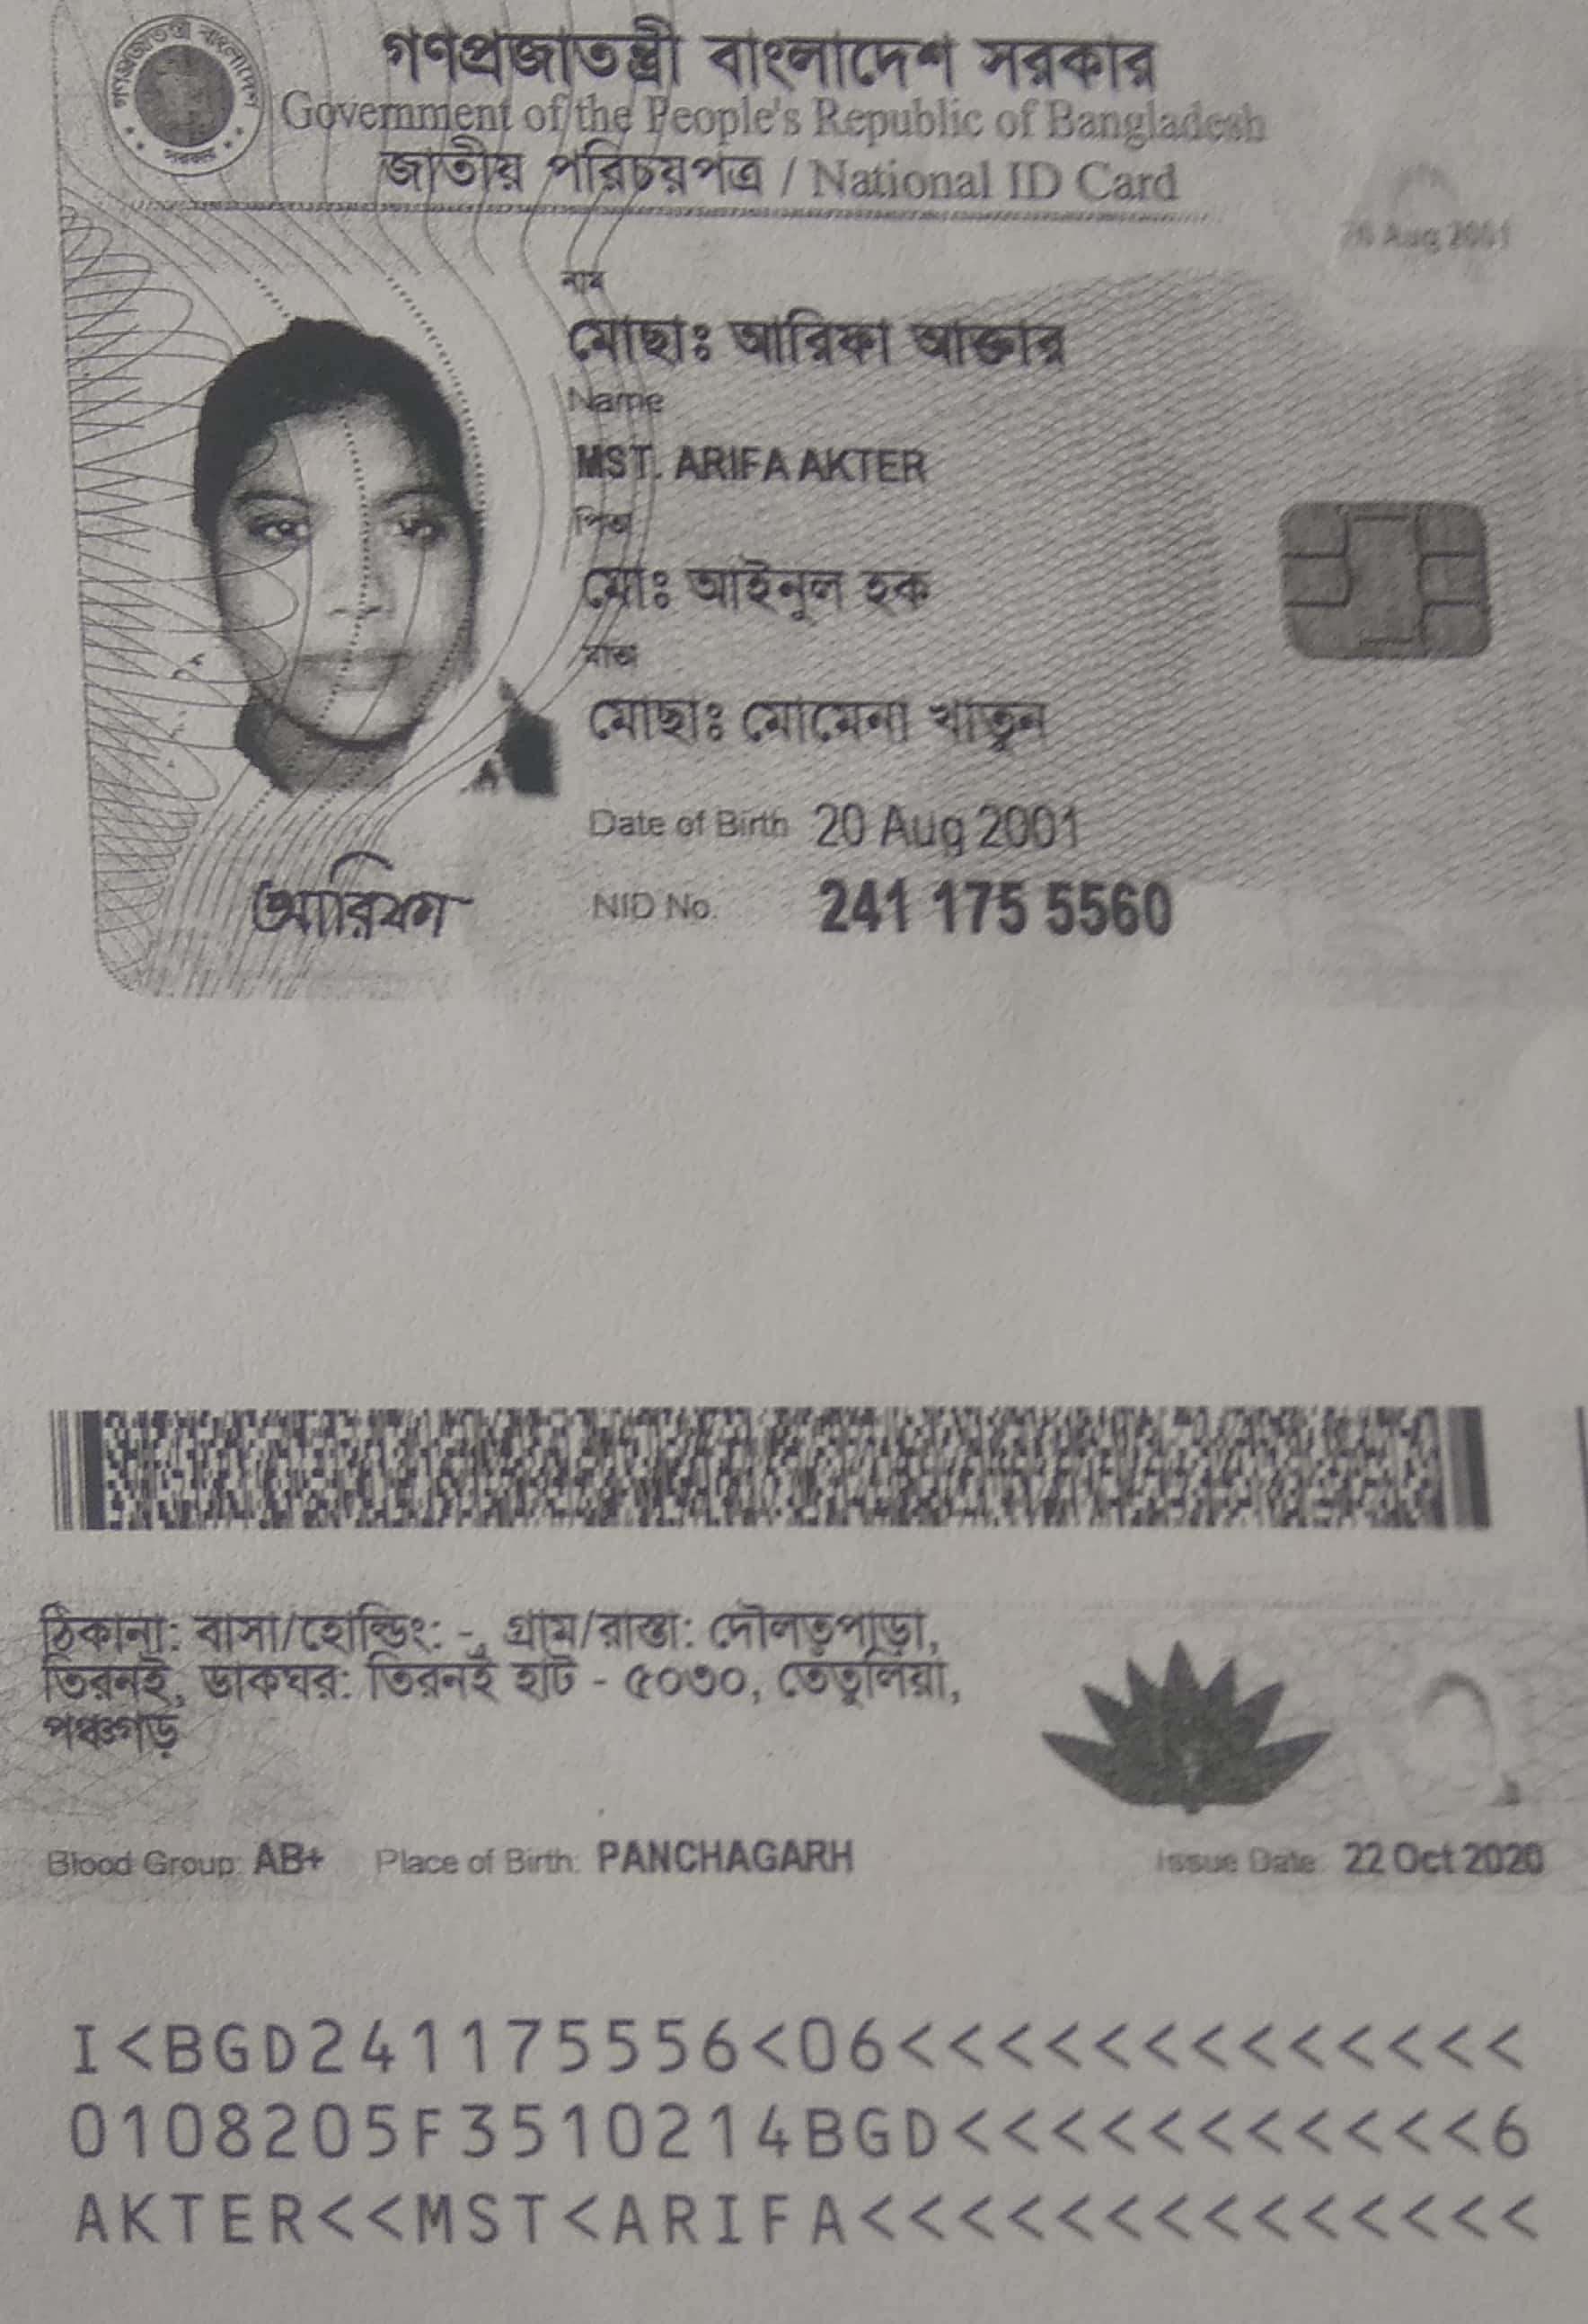 গণপ্রজাতন্ত্রী বাংলাদেশ সরকার
Government of the People's Republic of Bangladesh
জাতীয় পরিচয়পত্র / National ID Card
20 Aug 2001
নাম
মোছাঃ আরিফা আক্তার
Name
MST. ARIFA AKTER
পিতা
মোঃ আইনুল হক
মাতা
মোছাঃ মোমেনা খাতুন
Date of Birth 20 Aug 2001
আরিফা
NID No. 241 175 5560
ঠিকানা: বাসা/হোল্ডিং: -, গ্রাম/রাস্তা: দৌলতপাড়া,
তিরনই, ডাকঘর: তিরনই হাট - ৫০৩০, তেঁতুলিয়া,
পঞ্চগড়
Blood Group: AB+ Place of Birth: PANCHAGARH Issue Date: 22 Oct 2020
I<BGD241175556<06<<<<<<<<<<<<<
0108205F3510214BGD<<<<<<<<<<<6
AKTER<<MST<ARIFA<<<<<<<<<<<<<<